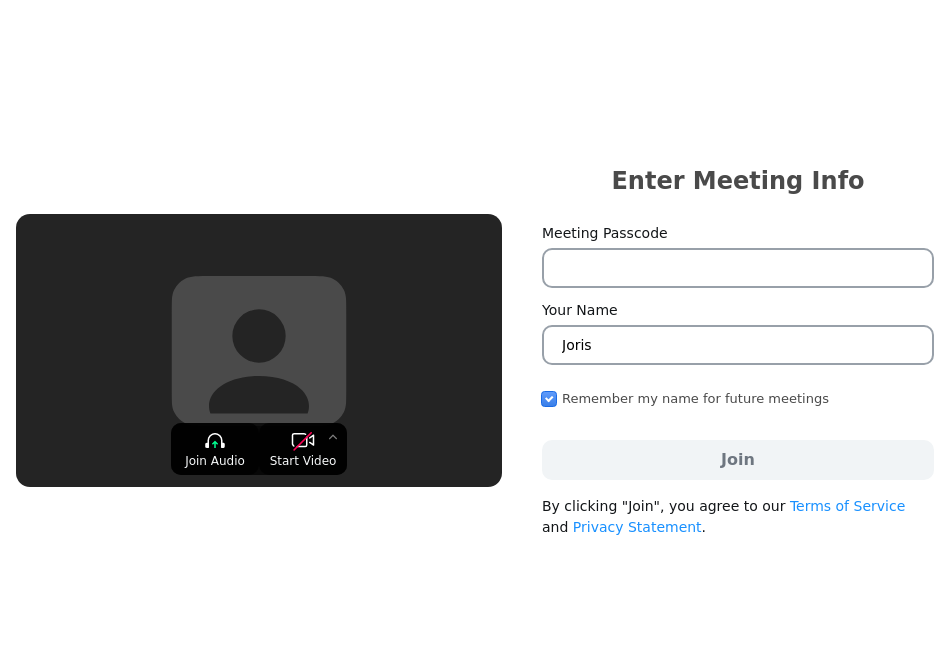 Enter Meeting Info
Meeting Passcode
Your Name
Joris
Remember my name for future meetings
Join
By clicking "Join", you agree to our Terms of Service
and Privacy Statement.
Join Audio
Start Video